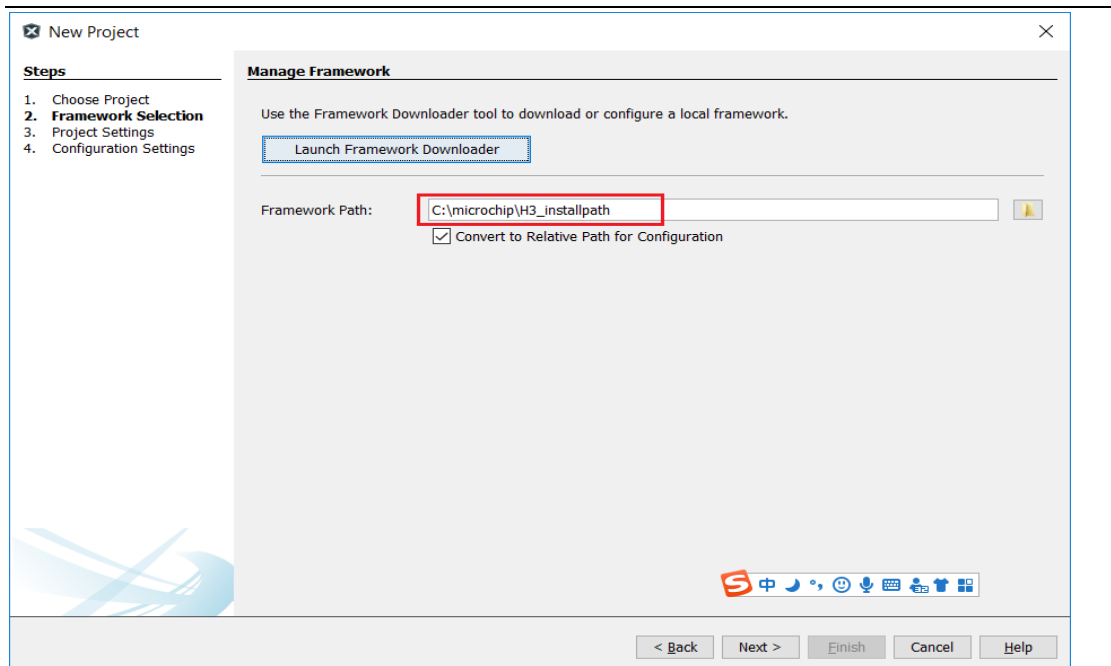 New Project
Steps
1. Choose Project
2. Framework Selection
3. Project Settings
4. Configuration Settings
Manage Framework
Use the Framework Downloader tool to download or configure a local framework.
Launch Framework Downloader
Framework Path: C:\microchip\H3_installpath
Convert to Relative Path for Configuration
中
< Back Next > Finish Cancel Help